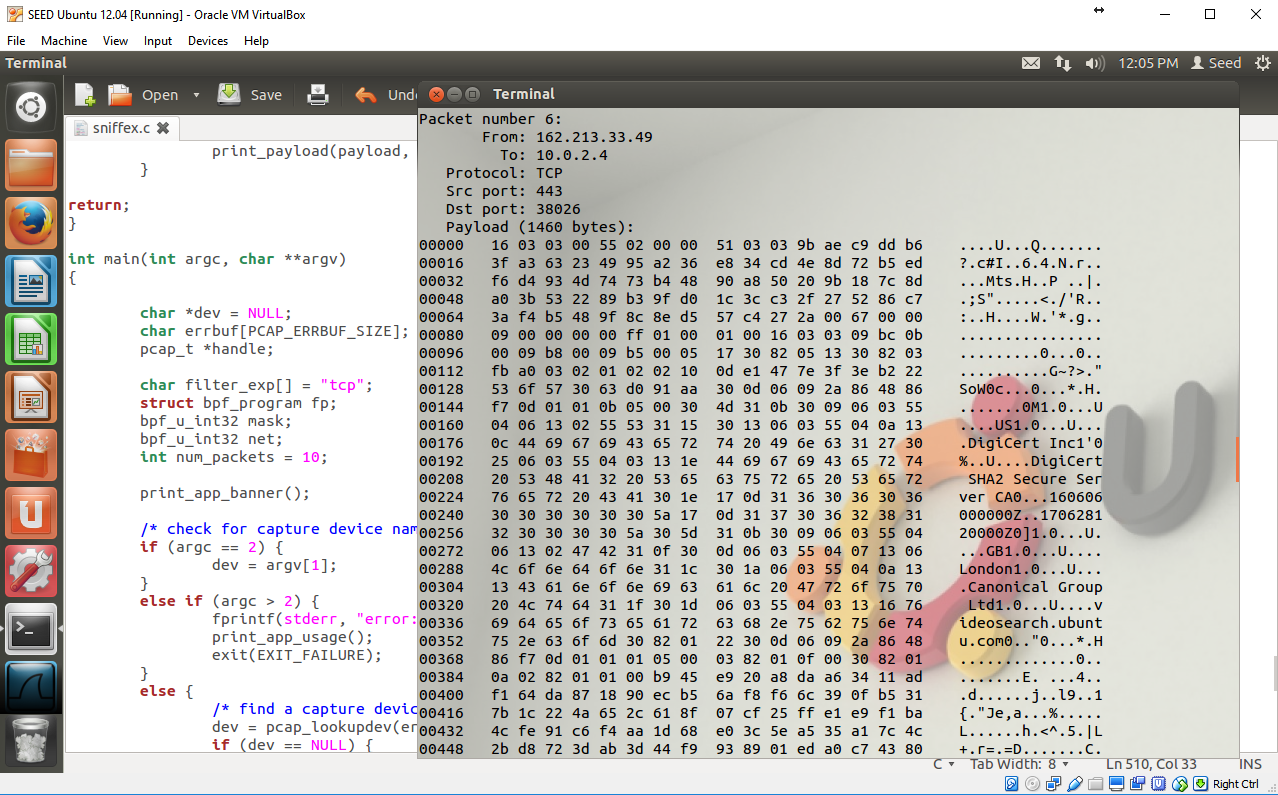 SEED Ubuntu 12.04 [Running] - Oracle VM VirtualBox
File Machine View Input Devices Help
Terminal 12:05 PM Seed
Open Save Undo
sniffex.c
Terminal
print_payload(payload,
}
return;
}
int main(int argc, char **argv)
{
char *dev = NULL;
char errbuf[PCAP_ERRBUF_SIZE];
pcap_t *handle;
char filter_exp[] = "tcp";
struct bpf_program fp;
bpf_u_int32 mask;
bpf_u_int32 net;
int num_packets = 10;
print_app_banner();
/* check for capture device nam
if (argc == 2) {
dev = argv[1];
}
else if (argc > 2) {
fprintf(stderr, "error:
print_app_usage();
exit(EXIT_FAILURE);
}
else {
/* find a capture devic
dev = pcap_lookupdev(er
if (dev == NULL) {
Packet number 6:
From: 162.213.33.49
To: 10.0.2.4
Protocol: TCP
Src port: 443
Dst port: 38026
Payload (1460 bytes):
00000 16 03 03 00 55 02 00 00 51 03 03 9b ae c9 dd b6 ....U...Q.......
00016 3f a3 63 23 49 95 a2 36 e8 34 cd 4e 8d 72 b5 ed ?.c#I..6.4.N.r..
00032 f6 d4 93 4d 74 73 b4 48 90 a8 50 20 9b 18 7c 8d ...Mts.H..P ..|.
00048 a0 3b 53 22 89 b3 9f d0 1c 3c c3 2f 27 52 86 c7 .;S".....<./'R..
00064 3a f4 b5 48 9f 8c 8e d5 57 c4 27 2a 00 67 00 00 :..H....W.'*.g..
00080 09 00 00 00 00 ff 01 00 01 00 16 03 03 09 bc 0b ................
00096 00 09 b8 00 09 b5 00 05 17 30 82 05 13 30 82 03 .........0...0..
00112 fb a0 03 02 01 02 02 10 0d e1 47 7e 3f 3e b2 22 ..........G~?>."
00128 53 6f 57 30 63 d0 91 aa 30 0d 06 09 2a 86 48 86 SoW0c...0...*.H.
00144 f7 0d 01 01 0b 05 00 30 4d 31 0b 30 09 06 03 55 .......0M1.0...U
00160 04 06 13 02 55 53 31 15 30 13 06 03 55 04 0a 13 ....US1.0...U...
00176 0c 44 69 67 69 43 65 72 74 20 49 6e 63 31 27 30 .DigiCert Inc1'0
00192 25 06 03 55 04 03 13 1e 44 69 67 69 43 65 72 74 %..U....DigiCert
00208 20 53 48 41 32 20 53 65 63 75 72 65 20 53 65 72 SHA2 Secure Ser
00224 76 65 72 20 43 41 30 1e 17 0d 31 36 30 36 30 36 ver CA0...160606
00240 30 30 30 30 30 30 5a 17 0d 31 37 30 36 32 38 31 000000Z..1706281
00256 32 30 30 30 30 5a 30 5d 31 0b 30 09 06 03 55 04 20000Z0]1.0...U.
00272 06 13 02 47 42 31 0f 30 0d 06 03 55 04 07 13 06 ...GB1.0...U....
00288 4c 6f 6e 64 6f 6e 31 1c 30 1a 06 03 55 04 0a 13 London1.0...U...
00304 13 43 61 6e 6f 6e 69 63 61 6c 20 47 72 6f 75 70 .Canonical Group
00320 20 4c 74 64 31 1f 30 1d 06 03 55 04 03 13 16 76 Ltd1.0...U....v
00336 69 64 65 6f 73 65 61 72 63 68 2e 75 62 75 6e 74 ideosearch.ubunt
00352 75 2e 63 6f 6d 30 82 01 22 30 0d 06 09 2a 86 48 u.com0.."0...*.H
00368 86 f7 0d 01 01 01 05 00 03 82 01 0f 00 30 82 01 .............0..
00384 0a 02 82 01 01 00 b9 45 e9 20 a8 da a6 34 11 ad .......E. ...4..
00400 f1 64 da 87 18 90 ec b5 6a f8 f6 6c 39 0f b5 31 .d......j..l9..1
00416 7b 1c 22 4a 65 2c 61 8f 07 cf 25 ff e1 e9 f1 ba {."Je,a...%.....
00432 4c fe 91 c6 f4 aa 1d 68 e0 3c 5e a5 35 a1 7c 4c L......h.<^.5.|L
00448 2b d8 72 3d ab 3d 44 f9 93 89 01 ed a0 c7 43 80 +.r=.=D.......C.
C Tab Width: 8 Ln 510, Col 33 INS
Right Ctrl